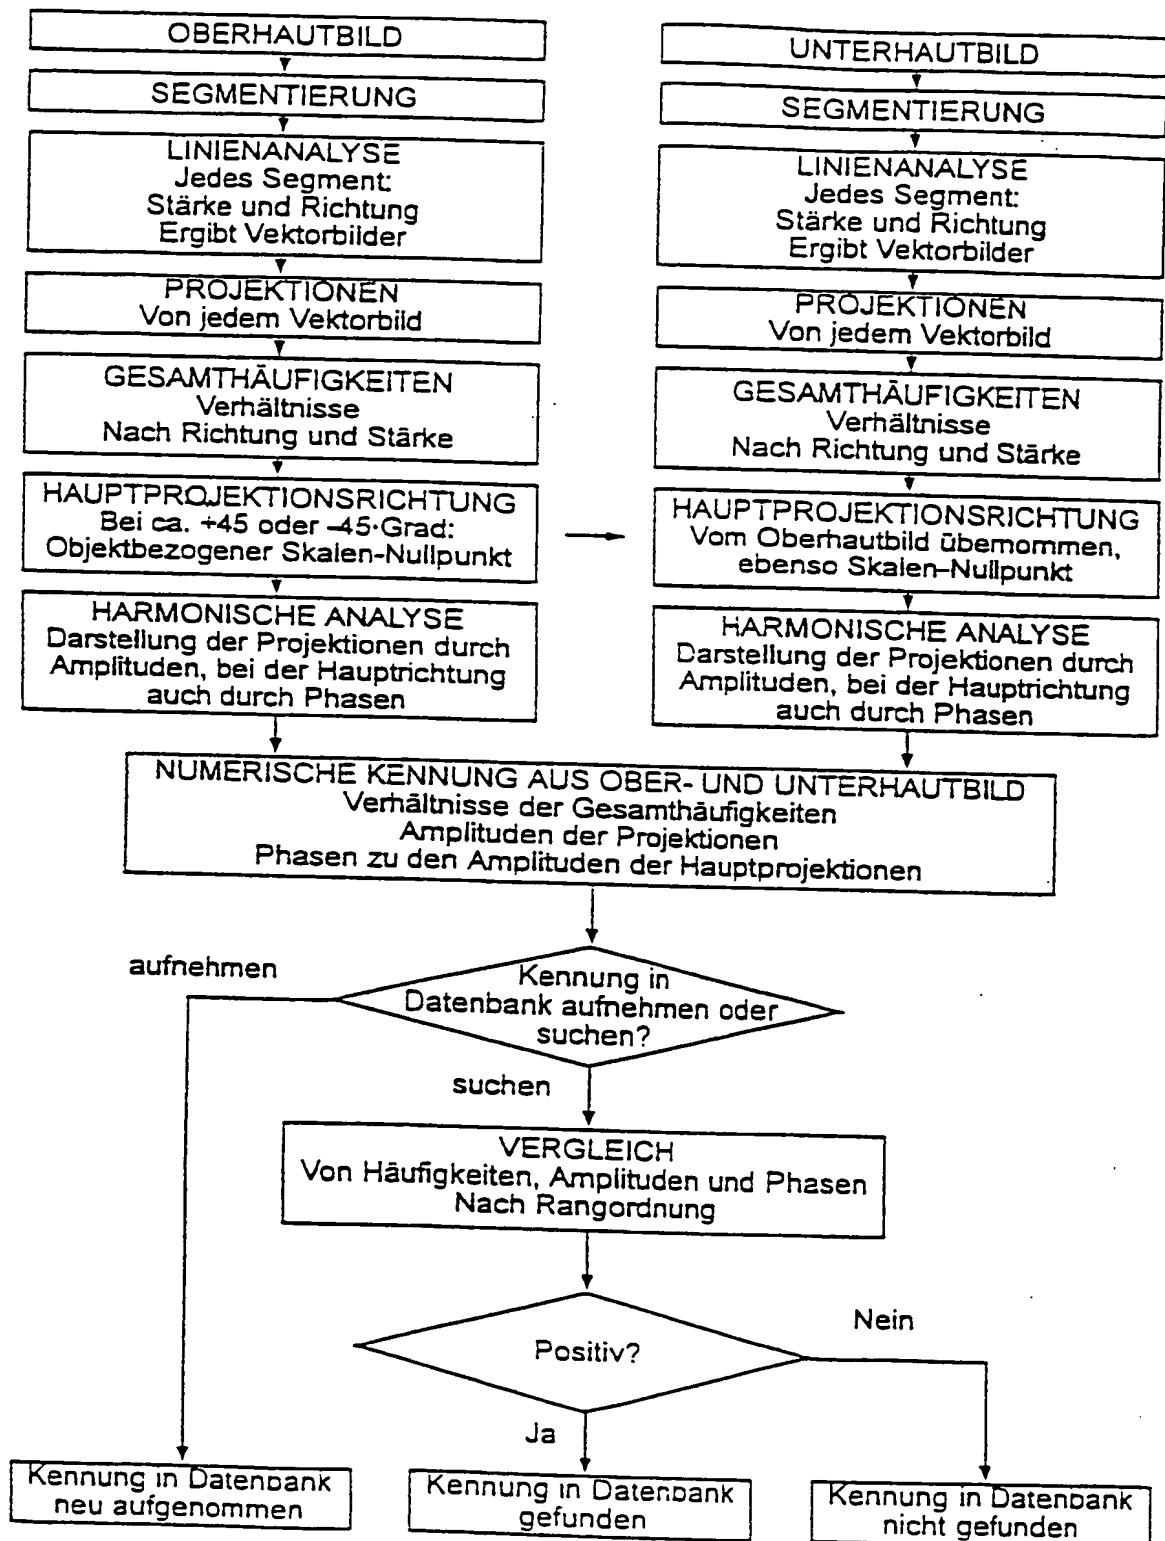 OBERHAUTBILD
SEGMENTIERUNG
LINIENANALYSE
Jedes Segment:
Stärke und Richtung
Ergibt Vektorbilder
PROJEKTIONEN
Von jedem Vektorbild
GESAMTHÄUFIGKEITEN
Verhältnisse
Nach Richtung und Stärke
HAUPTPROJEKTIONSRICHTUNG
Bei ca. +45 oder -45·Grad:
Objektbezogener Skalen-Nullpunkt
HARMONISCHE ANALYSE
Darstellung der Projektionen durch
Amplituden, bei der Hauptrichtung
auch durch Phasen
UNTERHAUTBILD
SEGMENTIERUNG
LINIENANALYSE
Jedes Segment:
Stärke und Richtung
Ergibt Vektorbilder
PROJEKTIONEN
Von jedem Vektorbild
GESAMTHÄUFIGKEITEN
Verhältnisse
Nach Richtung und Stärke
HAUPTPROJEKTIONSRICHTUNG
Vom Oberhautbild übernommen,
ebenso Skalen-Nullpunkt
HARMONISCHE ANALYSE
Darstellung der Projektionen durch
Amplituden, bei der Hauptrichtung
auch durch Phasen
NUMERISCHE KENNUNG AUS OBER- UND UNTERHAUTBILD
Verhältnisse der Gesamthäufigkeiten
Amplituden der Projektionen
Phasen zu den Amplituden der Hauptprojektionen
aufnehmen
Kennung in
Datenbank aufnehmen oder
suchen?
suchen
VERGLEICH
Von Häufigkeiten, Amplituden und Phasen
Nach Rangordnung
Positiv?
Nein
Ja
Kennung in Datenbank
neu aufgenommen
Kennung in Datenbank
gefunden
Kennung in Datenbank
nicht gefunden